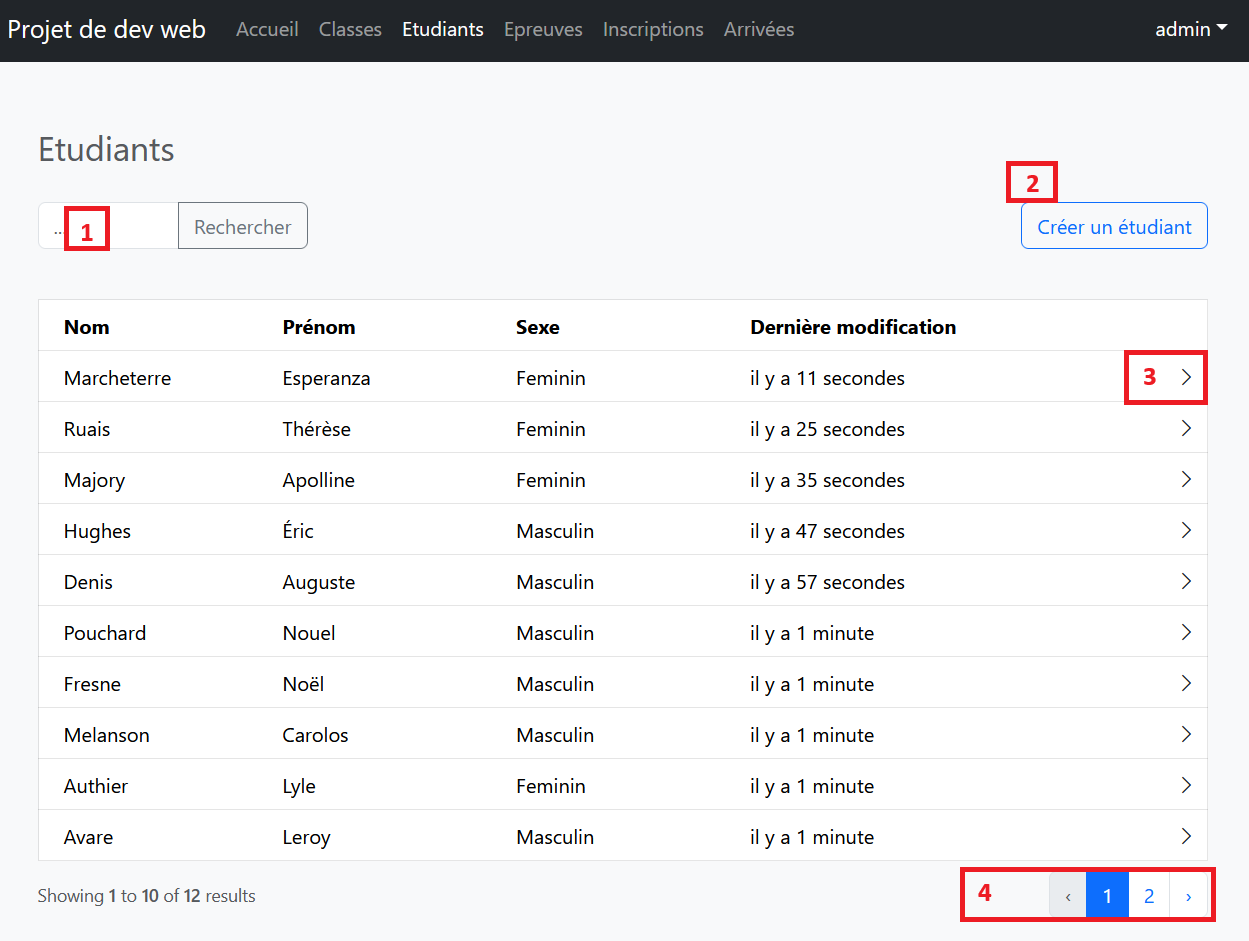 Projet de dev web Accueil Classes Etudiants Epreuves Inscriptions Arrivées admin
Etudiants
2
... 1 Rechercher Créer un étudiant
Nom Prénom Sexe Dernière modification
Marcheterre Esperanza Feminin il y a 11 secondes 3
Ruais Thérèse Feminin il y a 25 secondes
Majory Apolline Feminin il y a 35 secondes
Hughes Éric Masculin il y a 47 secondes
Denis Auguste Masculin il y a 57 secondes
Pouchard Nouel Masculin il y a 1 minute
Fresne Noël Masculin il y a 1 minute
Melanson Carolos Masculin il y a 1 minute
Authier Lyle Feminin il y a 1 minute
Avare Leroy Masculin il y a 1 minute
Showing 1 to 10 of 12 results 4 ‹ 1 2 ›